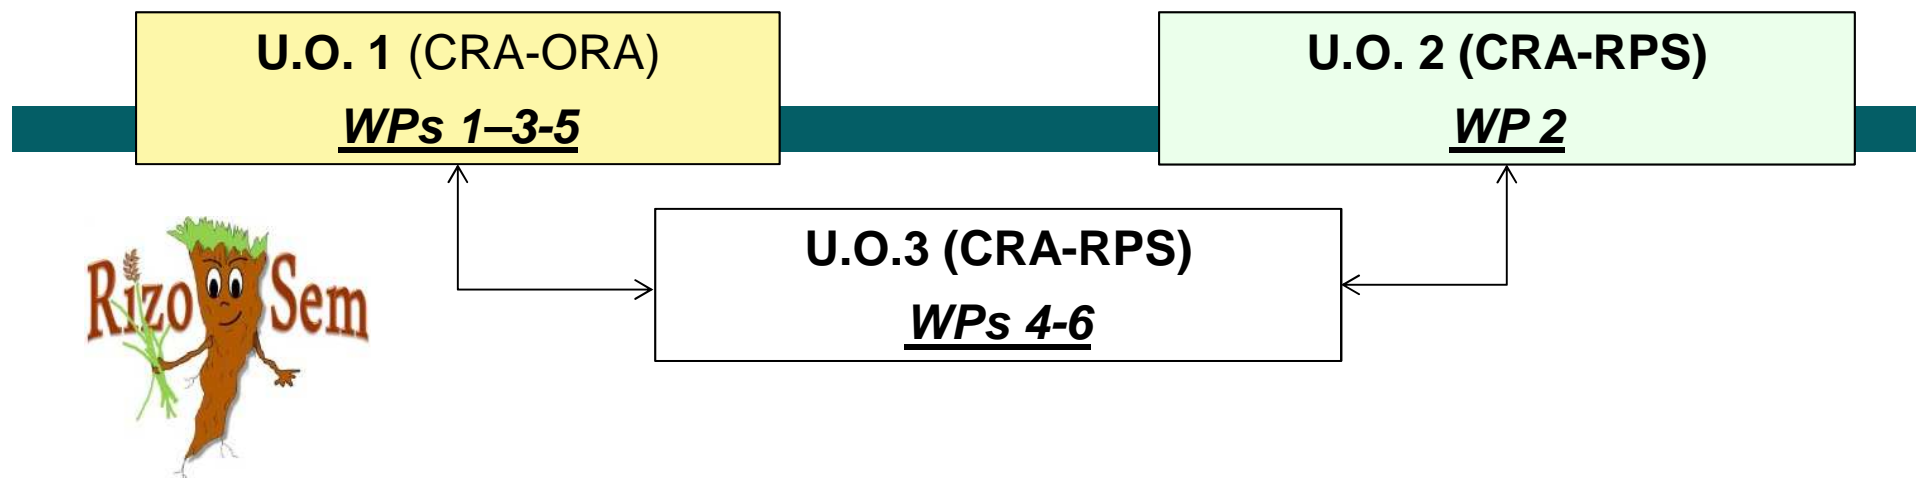 U.O. 1 (CRA-ORA)
WPs 1–3-5
U.O. 2 (CRA-RPS)
WP 2
U.O.3 (CRA-RPS)
WPs 4-6
Rizo Sem